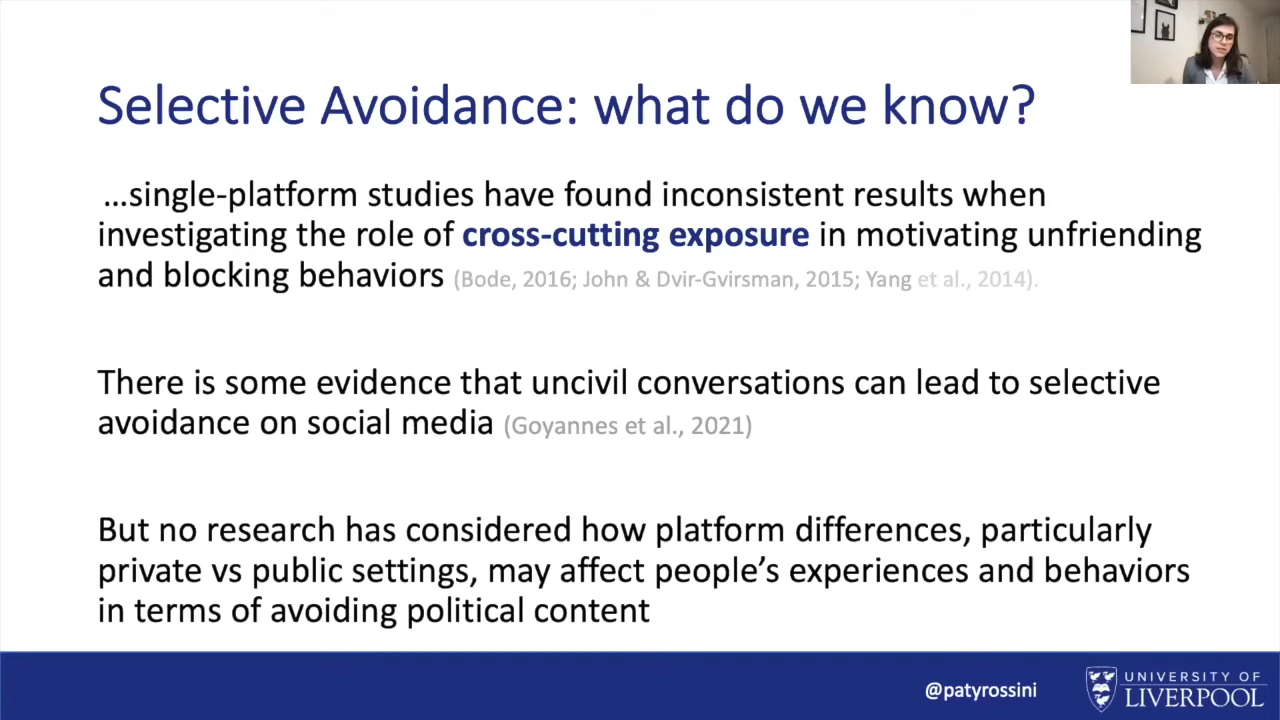 Selective Avoidance: what do we know?
…single-platform studies have found inconsistent results when
investigating the role of cross-cutting exposure in motivating unfriending
and blocking behaviors (Bode, 2016; John & Dvir-Gvirsman, 2015; Yang et al., 2014).
There is some evidence that uncivil conversations can lead to selective
avoidance on social media (Goyannes et al., 2021)
But no research has considered how platform differences, particularly
private vs public settings, may affect people’s experiences and behaviors
in terms of avoiding political content
@patyrossini
UNIVERSITY OF
LIVERPOOL